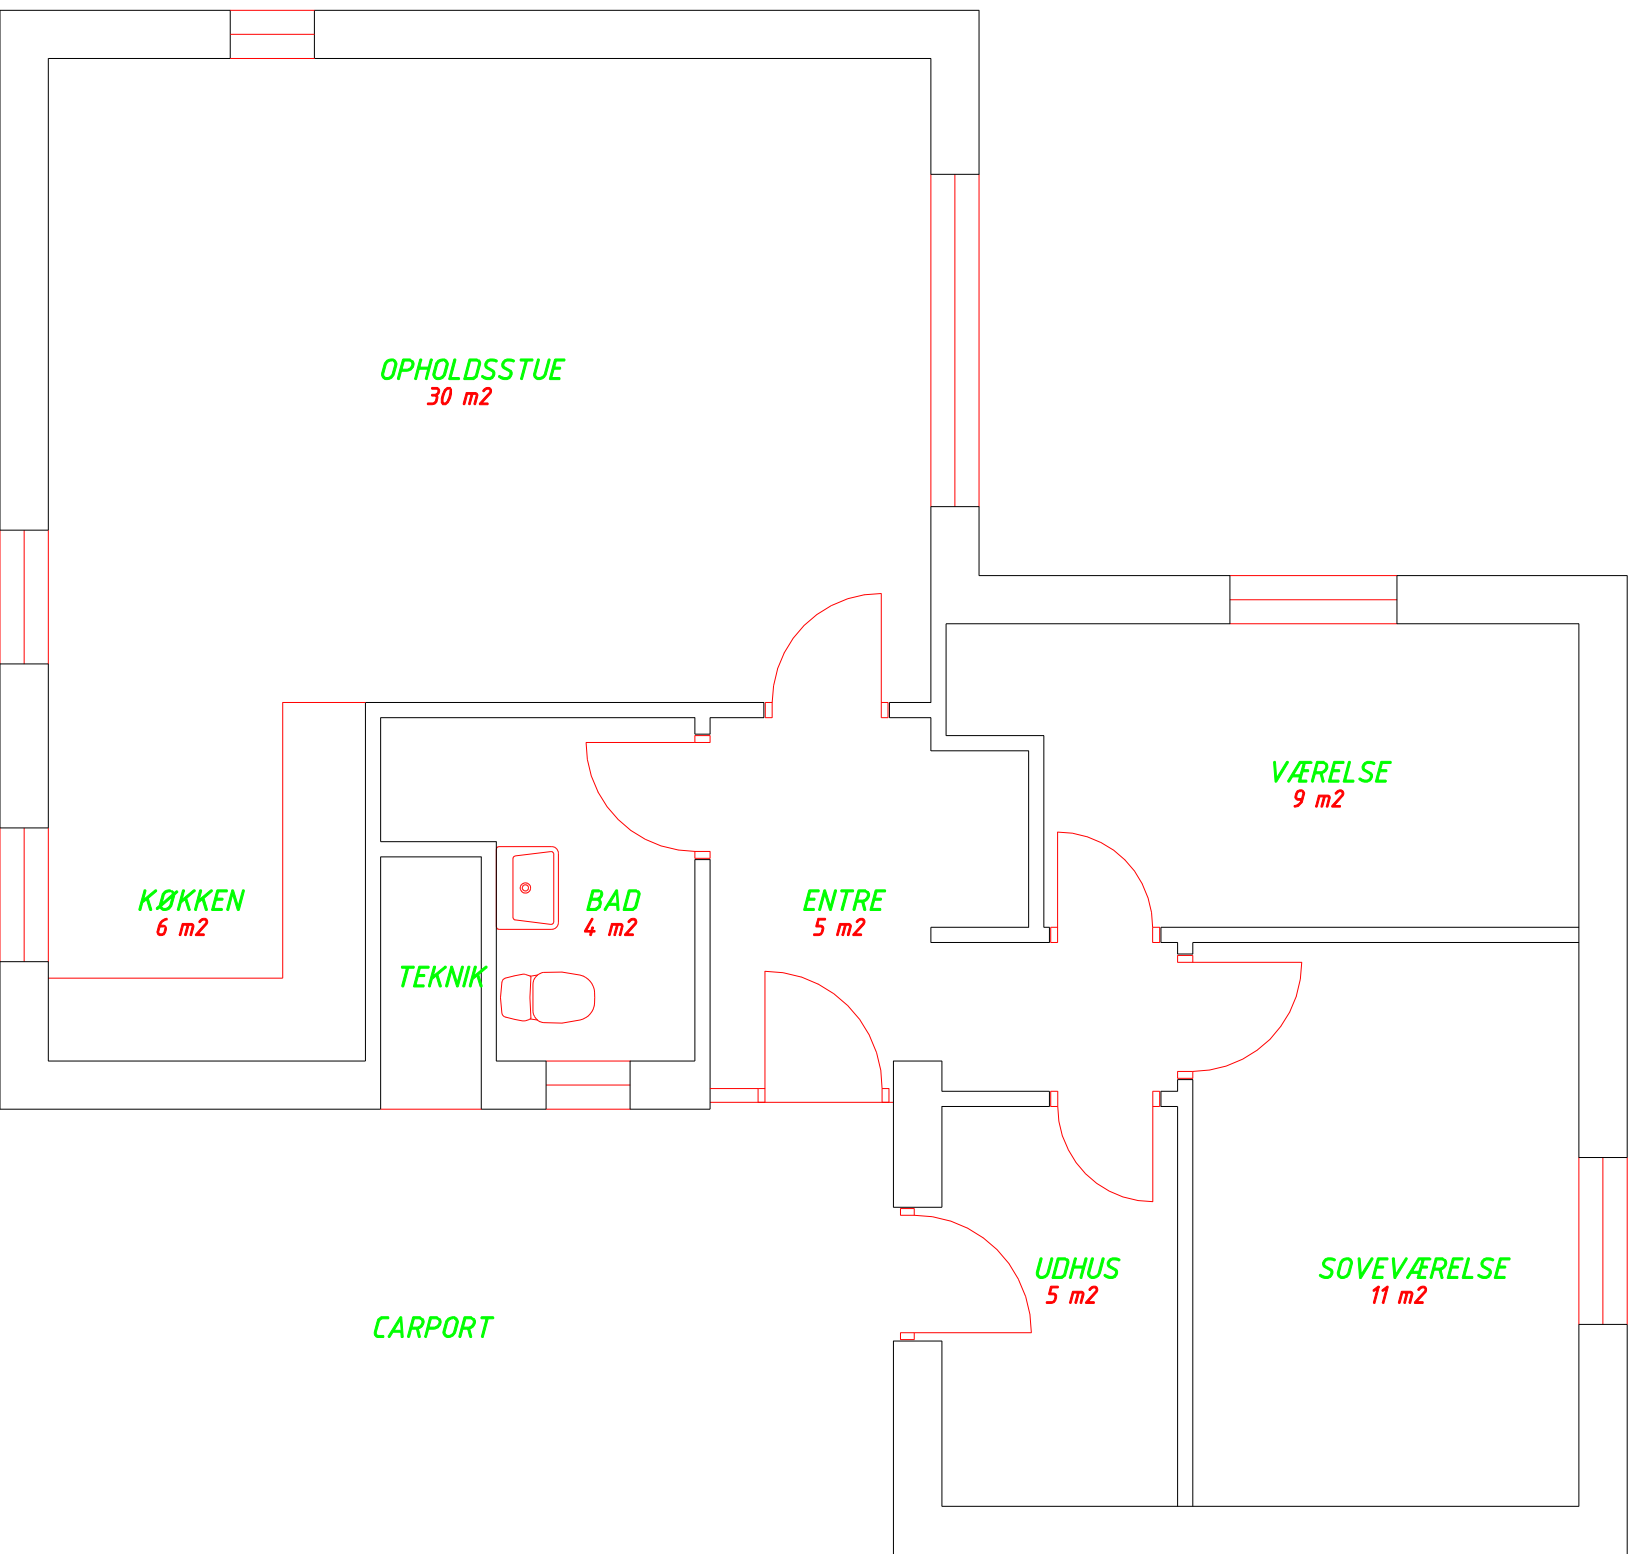 OPHOLDSSTUE
30 m2
VÆRELSE
9 m2
KØKKEN
6 m2
BAD
4 m2
ENTRE
5 m2
TEKNIK
UDHUS
5 m2
SOVEVÆRELSE
11 m2
CARPORT